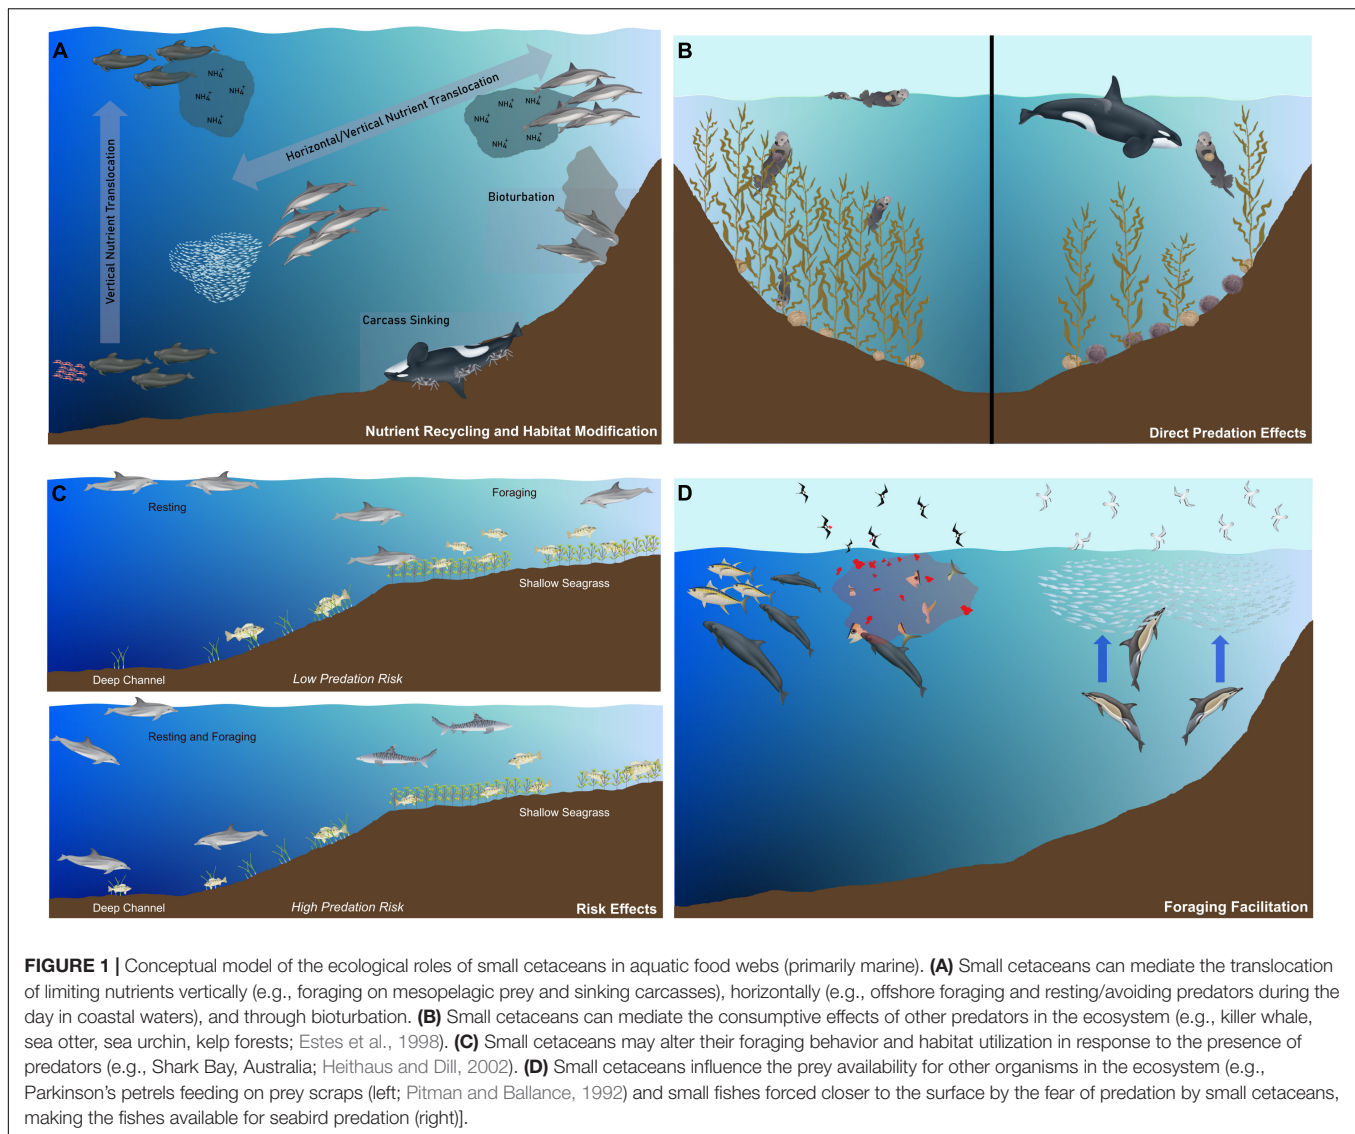 A
NH₄⁺
NH₄⁺
NH₄⁺
NH₄⁺
Vertical Nutrient Translocation
Horizontal/Vertical Nutrient Translocation
NH₄⁺
NH₄⁺
NH₄⁺
NH₄⁺
NH₄⁺
Bioturbation
Carcass Sinking
Nutrient Recycling and Habitat Modification
B
Direct Predation Effects
C
Resting
Foraging
Shallow Seagrass
Deep Channel
Low Predation Risk
Resting and Foraging
Shallow Seagrass
Deep Channel
High Predation Risk
Risk Effects
D
Foraging Facilitation
FIGURE 1 | Conceptual model of the ecological roles of small cetaceans in aquatic food webs (primarily marine). (A) Small cetaceans can mediate the translocation
of limiting nutrients vertically (e.g., foraging on mesopelagic prey and sinking carcasses), horizontally (e.g., offshore foraging and resting/avoiding predators during the
day in coastal waters), and through bioturbation. (B) Small cetaceans can mediate the consumptive effects of other predators in the ecosystem (e.g., killer whale,
sea otter, sea urchin, kelp forests; Estes et al., 1998). (C) Small cetaceans may alter their foraging behavior and habitat utilization in response to the presence of
predators (e.g., Shark Bay, Australia; Heithaus and Dill, 2002). (D) Small cetaceans influence the prey availability for other organisms in the ecosystem (e.g.,
Parkinson's petrels feeding on prey scraps (left; Pitman and Ballance, 1992) and small fishes forced closer to the surface by the fear of predation by small cetaceans,
making the fishes available for seabird predation (right)].